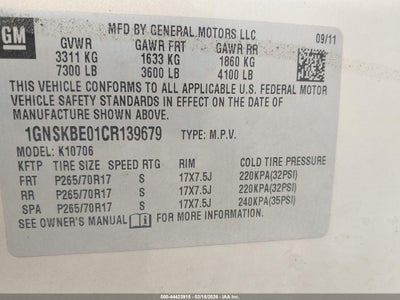 GM
MFD BY GENERAL MOTORS LLC
09/11
GVWR GAWR FRT GAWR RR
3311 KG 1633 KG 1860 KG
7300 LB 3600 LB 4100 LB
THIS VEHICLE CONFORMS TO ALL APPLICABLE U.S. FEDERAL MOTOR
VEHICLE SAFETY STANDARDS IN EFFECT ON THE DATE OF
MANUFACTURE SHOWN ABOVE.
1GNSKBE01CR139679 TYPE: M.P.V.
MODEL: K10706
KFTP TIRE SIZE SPEED RTG RIM COLD TIRE PRESSURE
FRT P265/70R17 S 17X7.5J 220KPA(32PSI)
RR P265/70R17 S 17X7.5J 220KPA(32PSI)
SPA P265/70R17 S 17X7.5J 240KPA(35PSI)
SEE OWNER'S MANUAL FOR MORE INFORMATION.
000-44423915 - 02/18/2026 - IAA Inc.